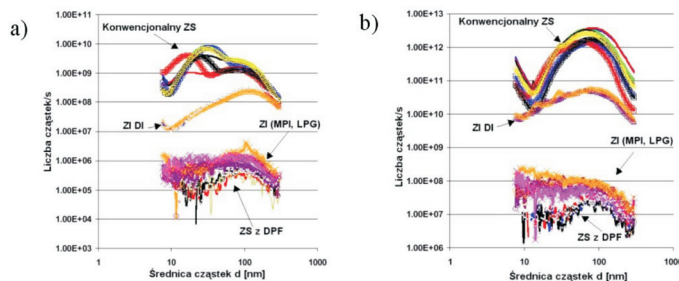 a)
Konwencjonalny ZS
Liczba cząstek/s
1.00E+11
1.00E+10
1.00E+09
1.00E+08
1.00E+07
1.00E+06
1.00E+05
1.00E+04
1.00E+03
ZI DI
ZI (MPI, LPG)
ZS z DPF
1 10 100 1000
Średnica cząstek d [nm]
b)
Konwencjonalny ZS
Liczba cząstek/s
1.00E+13
1.00E+12
1.00E+11
1.00E+10
1.00E+09
1.00E+08
1.00E+07
1.00E+06
ZI DI
ZI (MPI, LPG)
ZS z DPF
1 10 100 1000
Średnica cząstek d [nm]